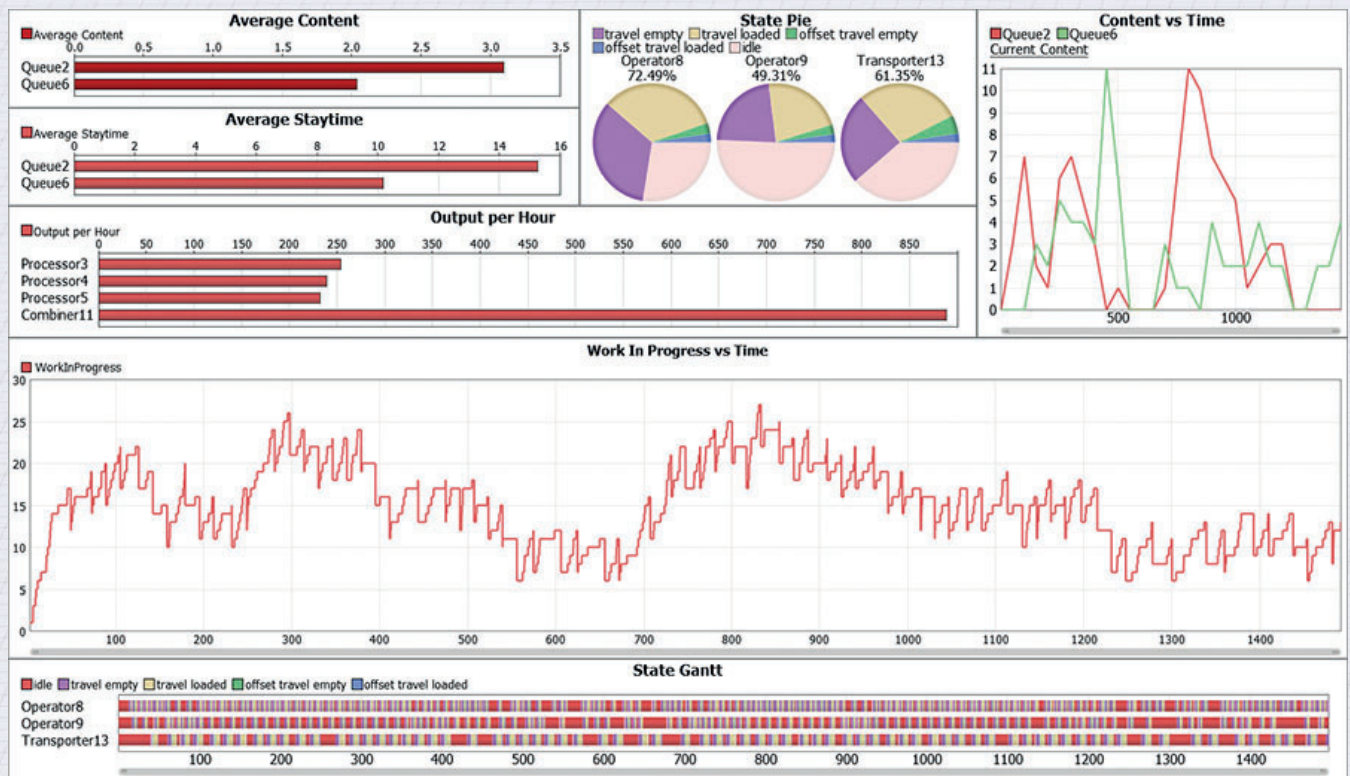 Average Content
Average Content
0.0 0.5 1.0 1.5 2.0 2.5 3.0 3.5
Queue2
Queue6
Average Staytime
Average Staytime
0 2 4 6 8 10 12 14 16
Queue2
Queue6
State Pie
travel empty travel loaded offset travel empty
offset travel loaded idle
Operator8 Operator9 Transporter13
72.49% 49.31% 61.35%
Content vs Time
Queue2 Queue6
Current Content
11
10
9
8
7
6
5
4
3
2
1
0
500 1000
Output per Hour
Output per Hour
0 50 100 150 200 250 300 350 400 450 500 550 600 650 700 750 800 850
Processor3
Processor4
Processor5
Combiner11
Work In Progress vs Time
WorkInProgress
30
25
20
15
10
5
0
100 200 300 400 500 600 700 800 900 1000 1100 1200 1300 1400
State Gantt
idle travel empty travel loaded offset travel empty offset travel loaded
Operator8
Operator9
Transporter13
100 200 300 400 500 600 700 800 900 1000 1100 1200 1300 1400